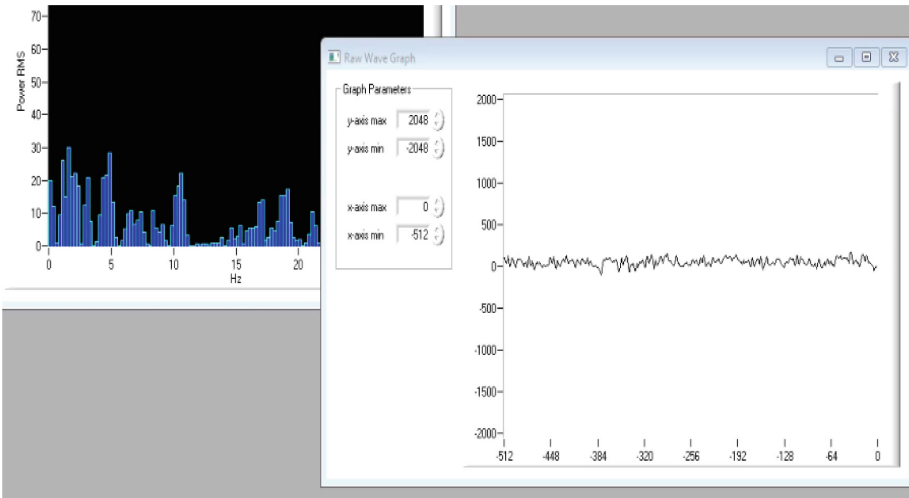 70
60
50
40
30
20
10
0
Power RMS
0 5 10 15 20
Hz
Raw Wave Graph
Graph Parameters
y-axis max 2048
y-axis min -2048
x-axis max 0
x-axis min -512
2000
1500
1000
500
0
-500
-1000
-1500
-2000
-512 -448 -384 -320 -256 -192 -128 -64 0